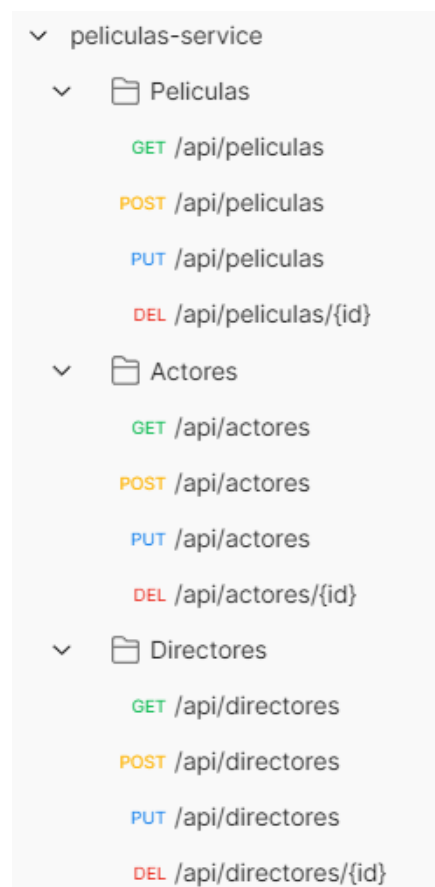 peliculas-service
Peliculas
GET /api/peliculas
POST /api/peliculas
PUT /api/peliculas
DEL /api/peliculas/{id}
Actores
GET /api/actores
POST /api/actores
PUT /api/actores
DEL /api/actores/{id}
Directores
GET /api/directores
POST /api/directores
PUT /api/directores
DEL /api/directores/{id}